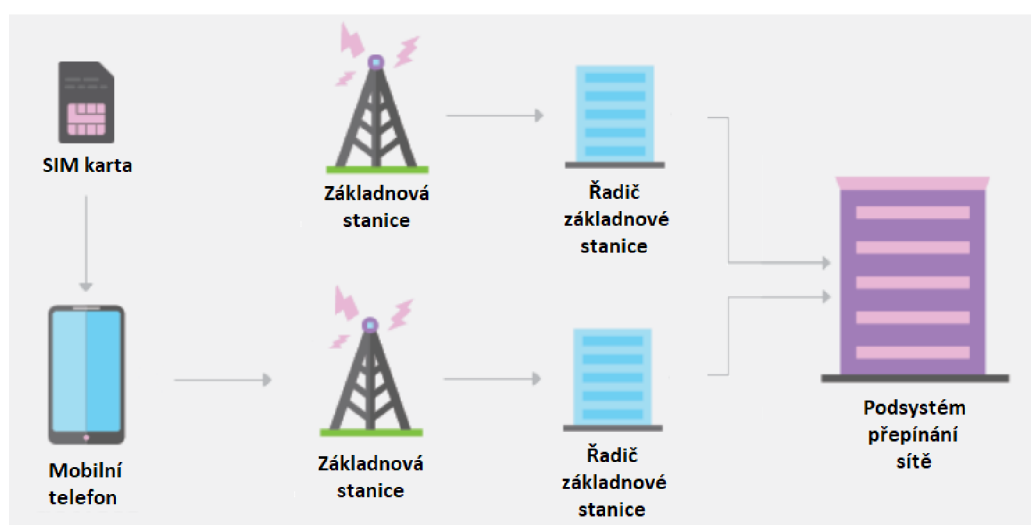 SIM karta
Základnová
stanice
Řadič
základnové
stanice
Mobilní
telefon
Základnová
stanice
Řadič
základnové
stanice
Podsystém
přepínání
sítě